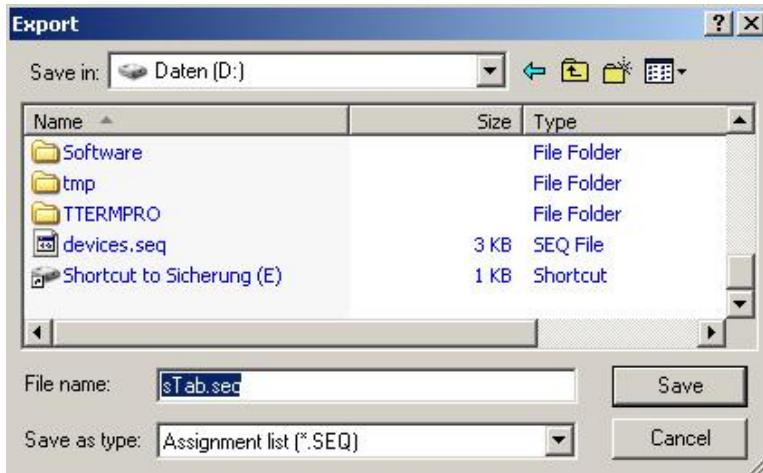 Export
Save in: Daten (D:)
Name Size Type
Software File Folder
tmp File Folder
TTERMPRO File Folder
devices.seq 3 KB SEQ File
Shortcut to Sicherung (E) 1 KB Shortcut
File name: sTab.seq Save
Save as type: Assignment list (*.SEQ) Cancel